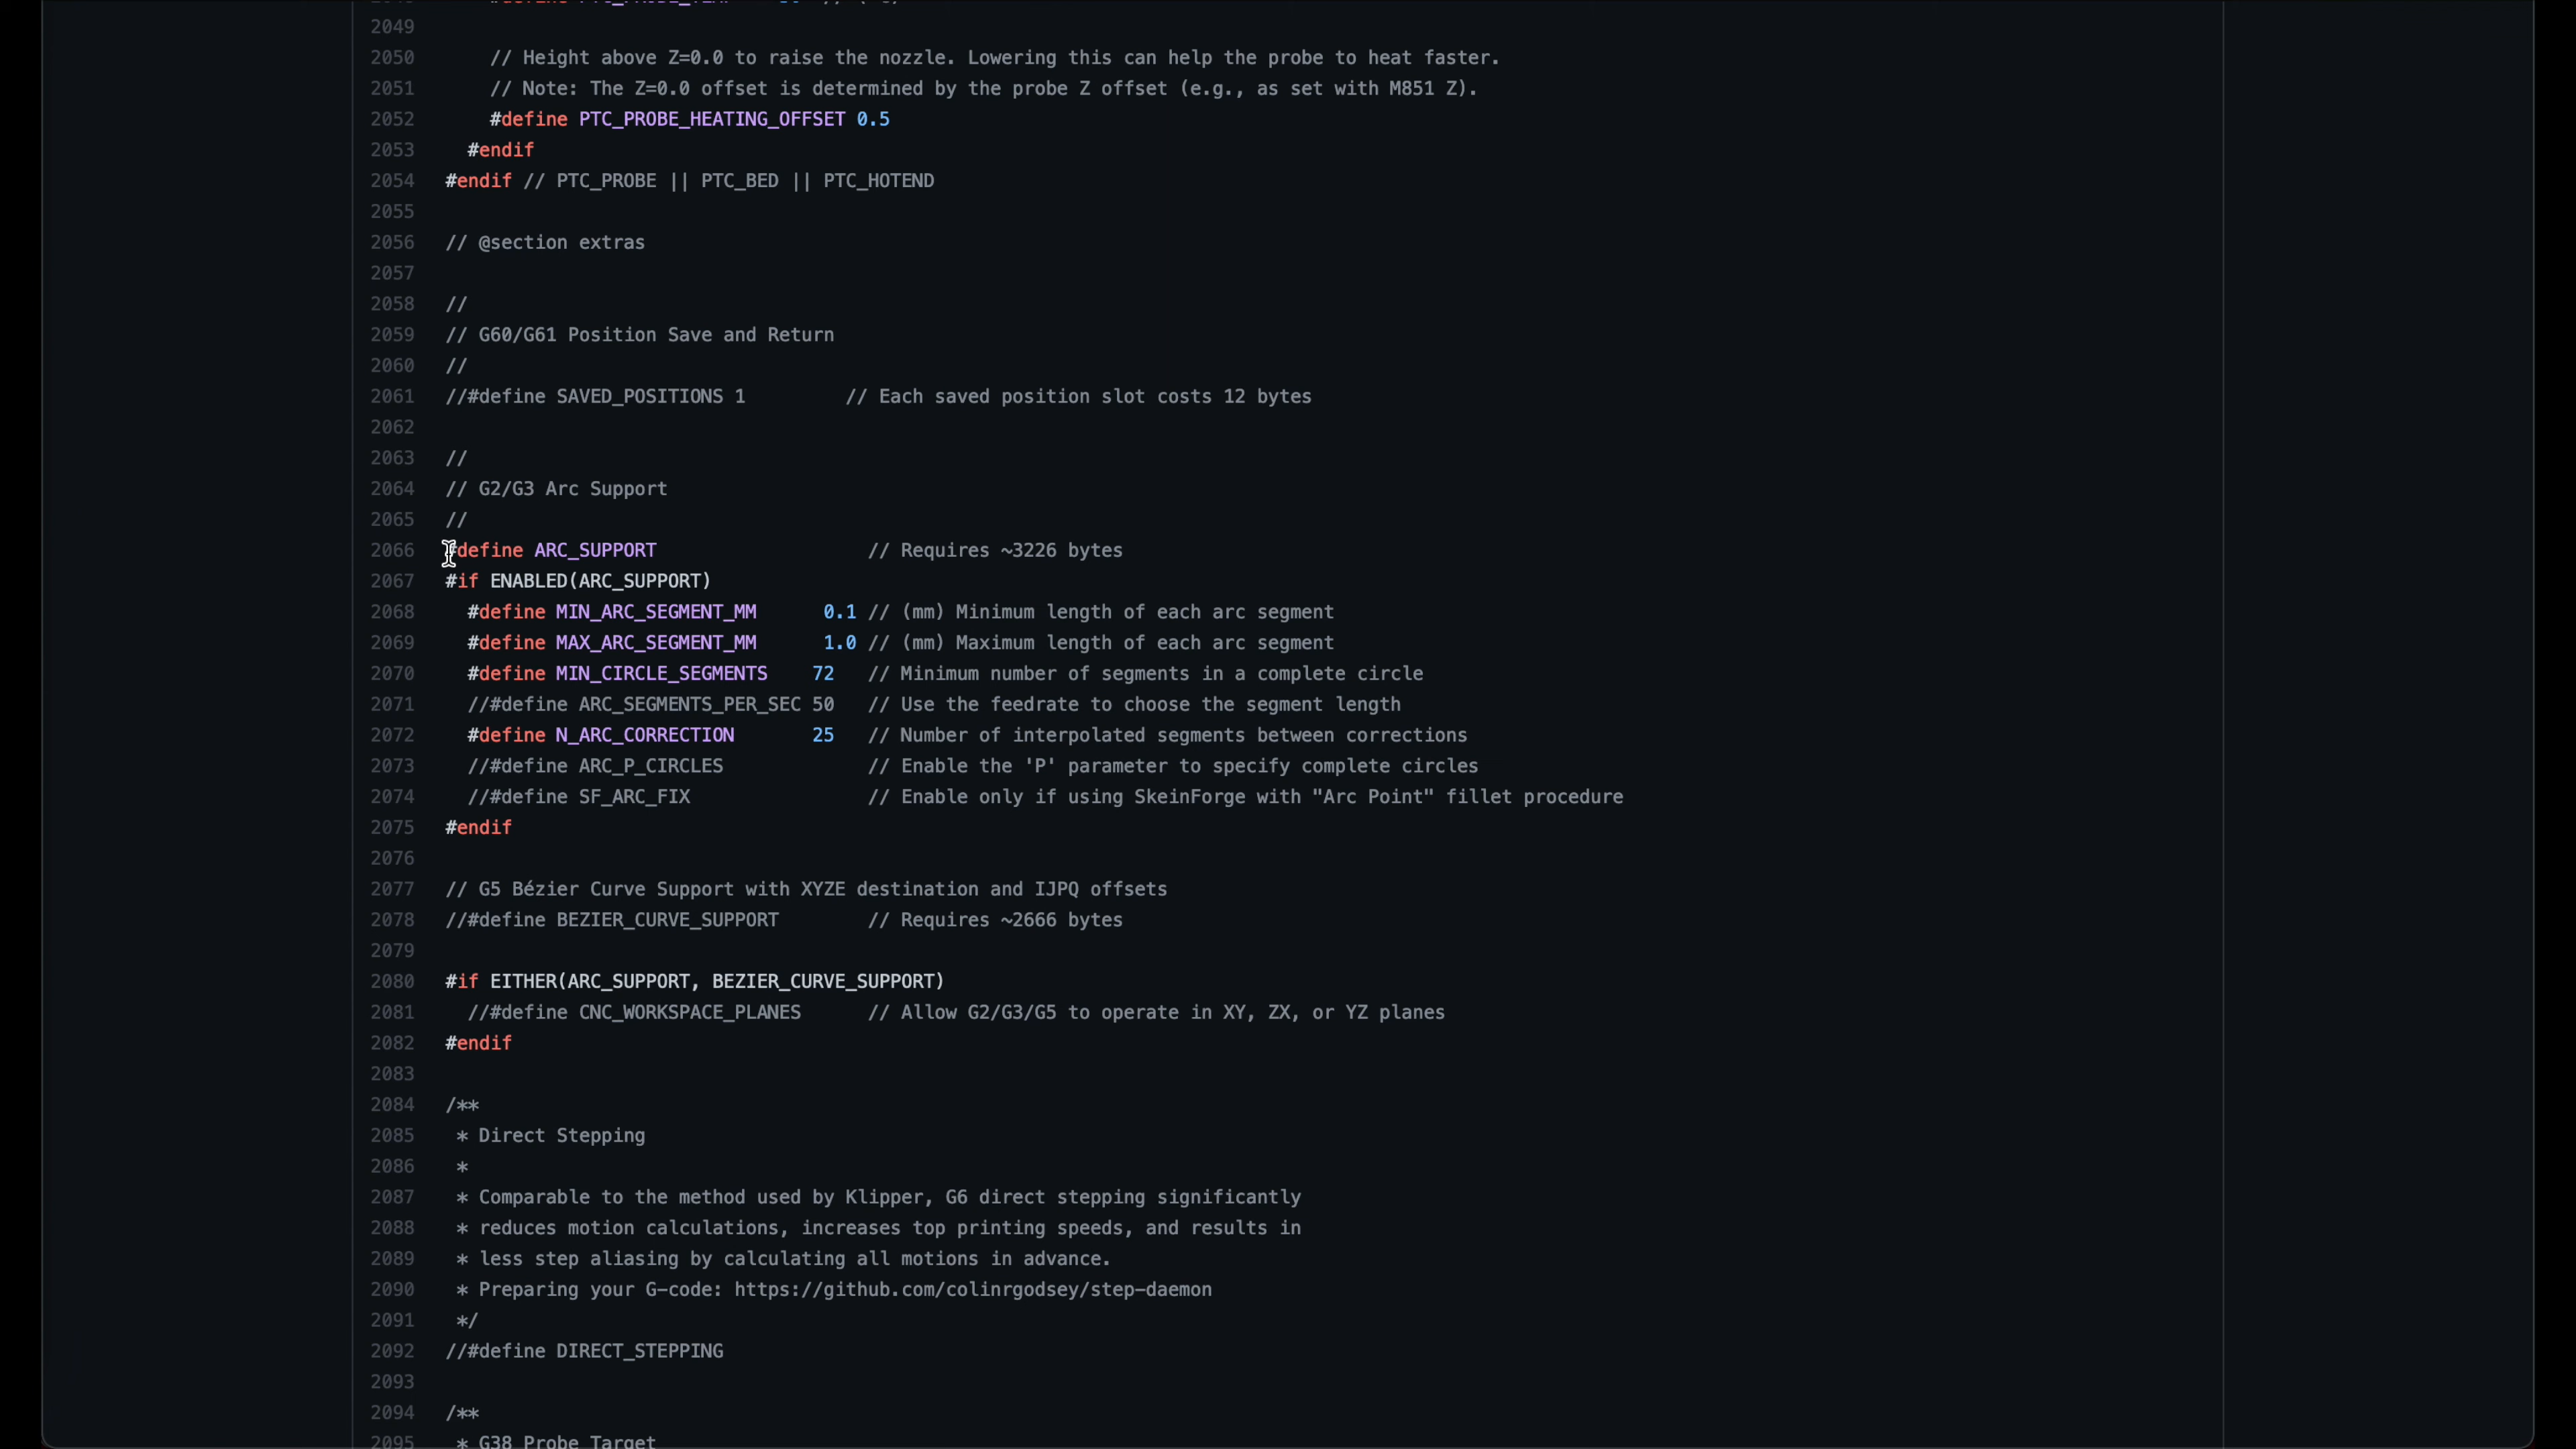 2049
2050 // Height above Z=0.0 to raise the nozzle. Lowering this can help the probe to heat faster.
2051 // Note: The Z=0.0 offset is determined by the probe Z offset (e.g., as set with M851 Z).
2052 #define PTC_PROBE_HEATING_OFFSET 0.5
2053 #endif
2054 #endif // PTC_PROBE || PTC_BED || PTC_HOTEND
2055
2056 // @section extras
2057
2058 //
2059 // G60/G61 Position Save and Return
2060 //
2061 //#define SAVED_POSITIONS 1 // Each saved position slot costs 12 bytes
2062
2063 //
2064 // G2/G3 Arc Support
2065 //
2066 #define ARC_SUPPORT // Requires ~3226 bytes
2067 #if ENABLED(ARC_SUPPORT)
2068 #define MIN_ARC_SEGMENT_MM 0.1 // (mm) Minimum length of each arc segment
2069 #define MAX_ARC_SEGMENT_MM 1.0 // (mm) Maximum length of each arc segment
2070 #define MIN_CIRCLE_SEGMENTS 72 // Minimum number of segments in a complete circle
2071 //#define ARC_SEGMENTS_PER_SEC 50 // Use the feedrate to choose the segment length
2072 #define N_ARC_CORRECTION 25 // Number of interpolated segments between corrections
2073 //#define ARC_P_CIRCLES // Enable the 'P' parameter to specify complete circles
2074 //#define SF_ARC_FIX // Enable only if using SkeinForge with "Arc Point" fillet procedure
2075 #endif
2076
2077 // G5 Bézier Curve Support with XYZE destination and IJPQ offsets
2078 //#define BEZIER_CURVE_SUPPORT // Requires ~2666 bytes
2079
2080 #if EITHER(ARC_SUPPORT, BEZIER_CURVE_SUPPORT)
2081 //#define CNC_WORKSPACE_PLANES // Allow G2/G3/G5 to operate in XY, ZX, or YZ planes
2082 #endif
2083
2084 /**
2085 * Direct Stepping
2086 *
2087 * Comparable to the method used by Klipper, G6 direct stepping significantly
2088 * reduces motion calculations, increases top printing speeds, and results in
2089 * less step aliasing by calculating all motions in advance.
2090 * Preparing your G-code: https://github.com/colinrgodsey/step-daemon
2091 */
2092 //#define DIRECT_STEPPING
2093
2094 /**
2095 * G38 Probe Target